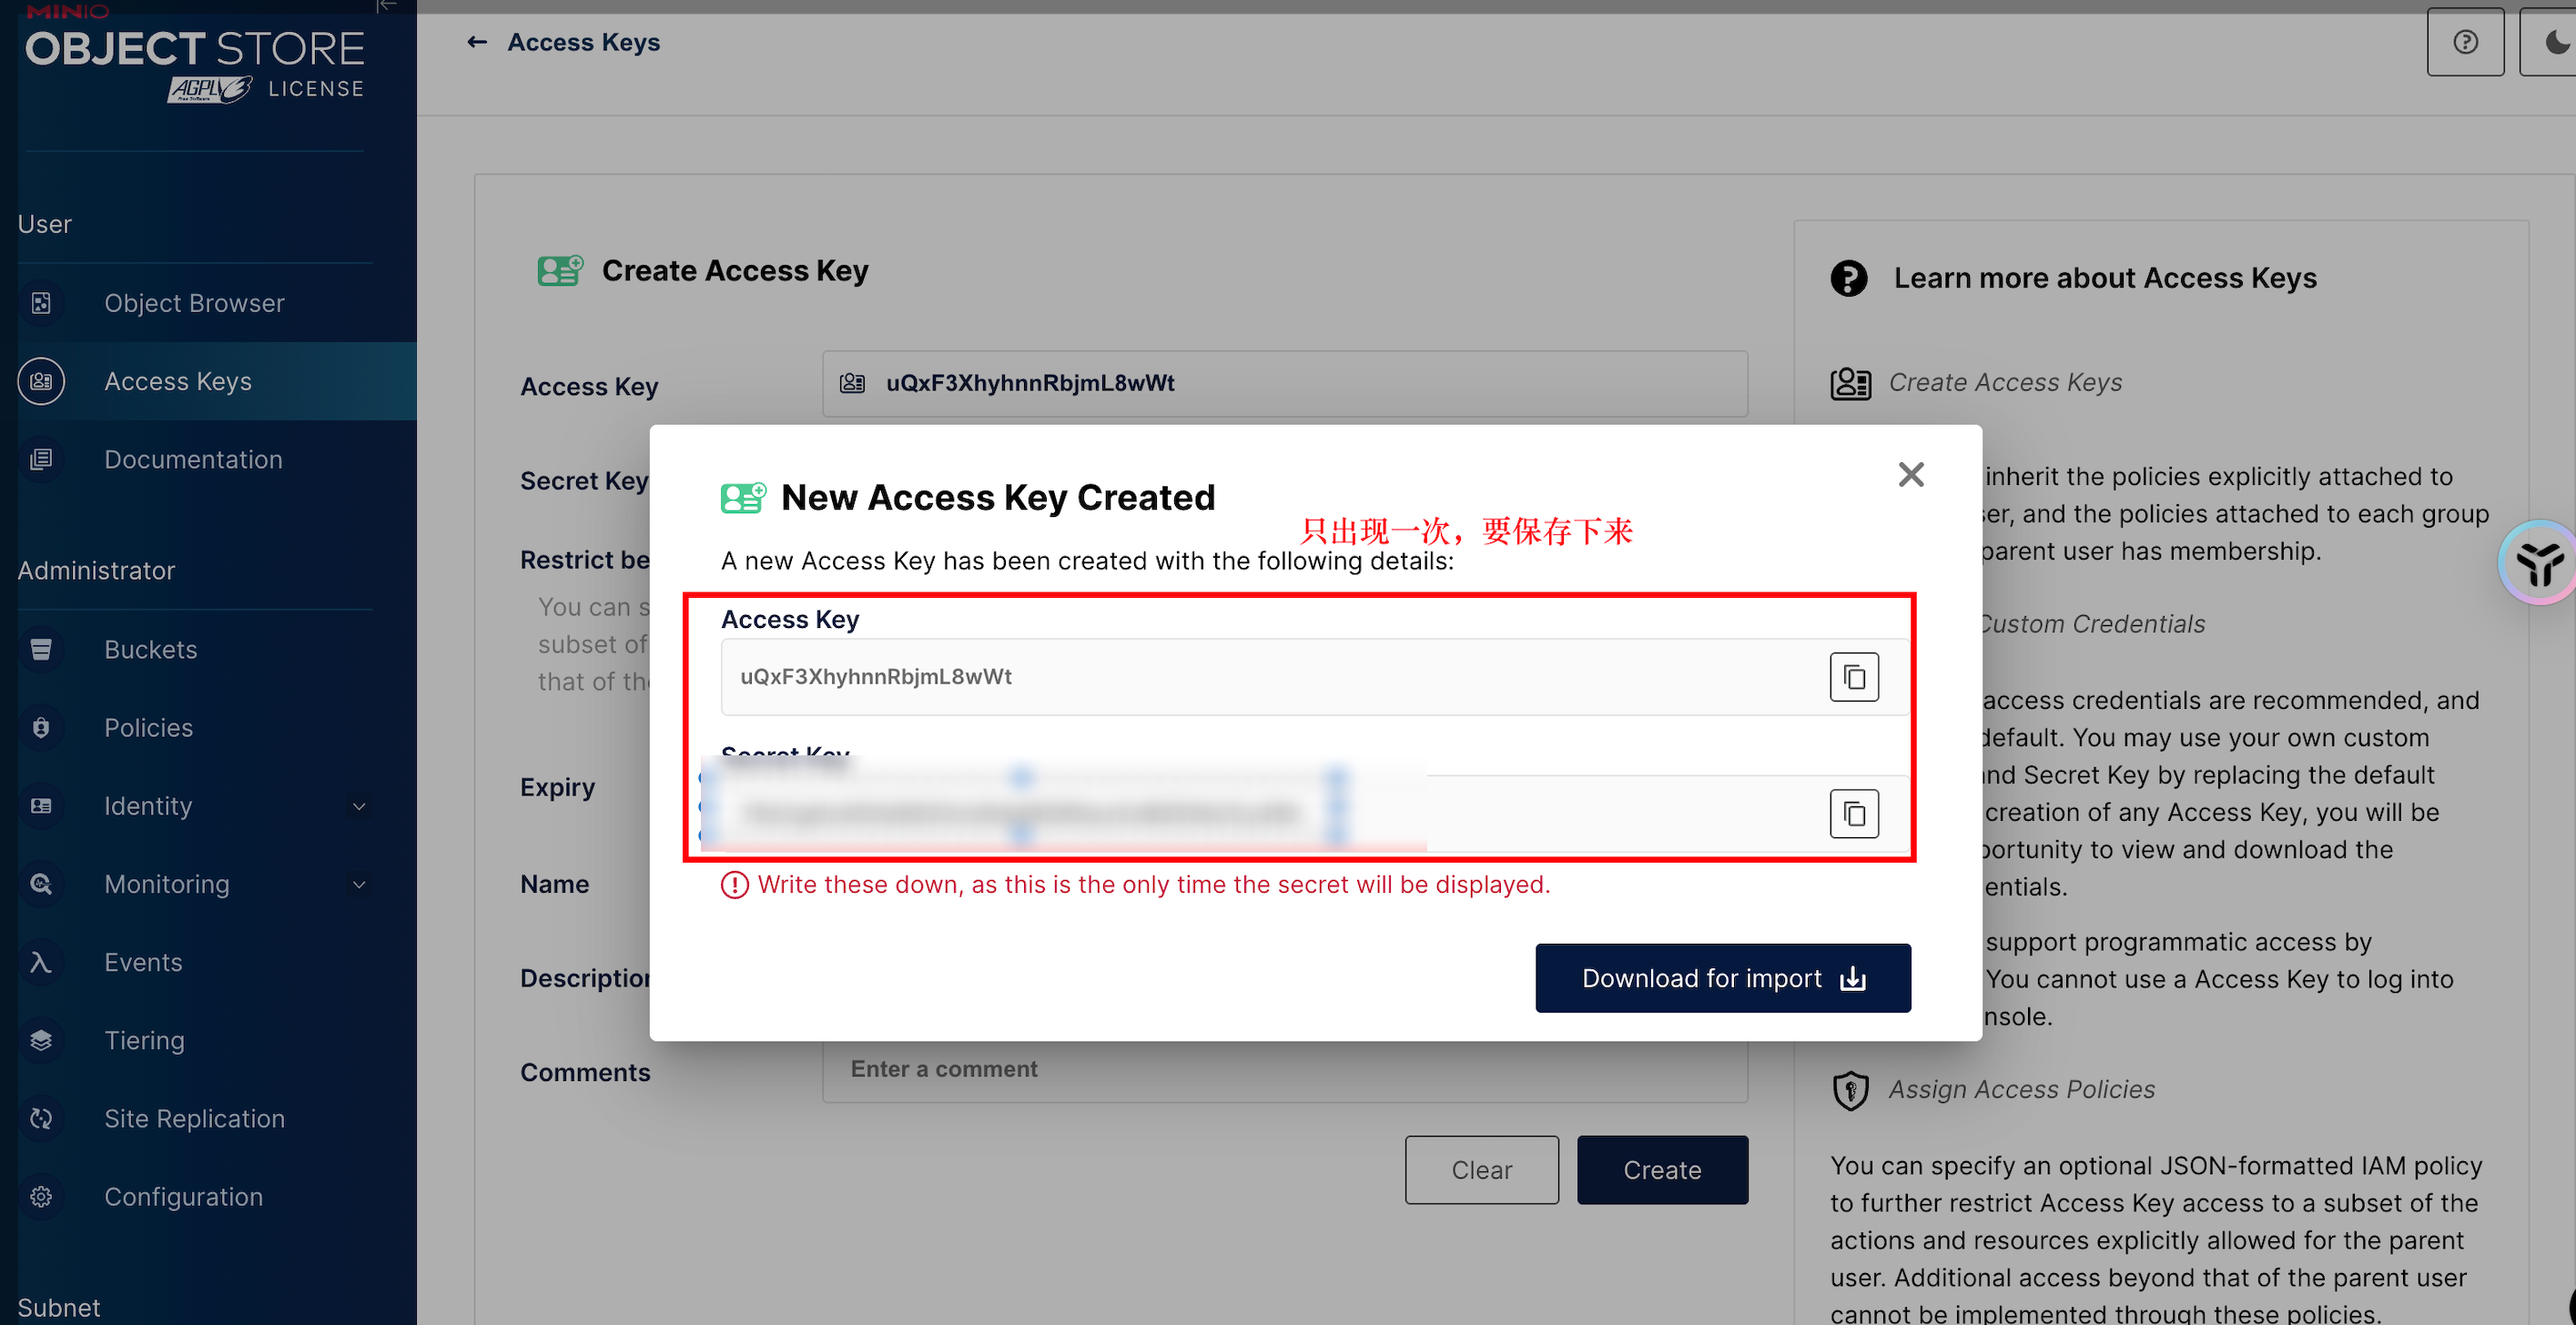 MINIO
OBJECT STORE
AGPL v3 LICENSE
Free Software
User
Object Browser
Access Keys
Documentation
Administrator
Buckets
Policies
Identity
Monitoring
Events
Tiering
Site Replication
Configuration
Subnet
← Access Keys
Create Access Key
Access Key
uQxF3XhyhnnRbjmL8wWt
Secret Key
Restrict be
You can s
subset of
that of th
Expiry
Name
Description
Comments
Enter a comment
Clear
Create
New Access Key Created
只出现一次，要保存下来
A new Access Key has been created with the following details:
Access Key
uQxF3XhyhnnRbjmL8wWt
Secret Key
Write these down, as this is the only time the secret will be displayed.
Download for import
Learn more about Access Keys
Create Access Keys
inherit the policies explicitly attached to
ser, and the policies attached to each group
parent user has membership.
Custom Credentials
access credentials are recommended, and
default. You may use your own custom
nd Secret Key by replacing the default
creation of any Access Key, you will be
portunity to view and download the
entials.
support programmatic access by
You cannot use a Access Key to log into
nsole.
Assign Access Policies
You can specify an optional JSON-formatted IAM policy
to further restrict Access Key access to a subset of the
actions and resources explicitly allowed for the parent
user. Additional access beyond that of the parent user
cannot be implemented through these policies.